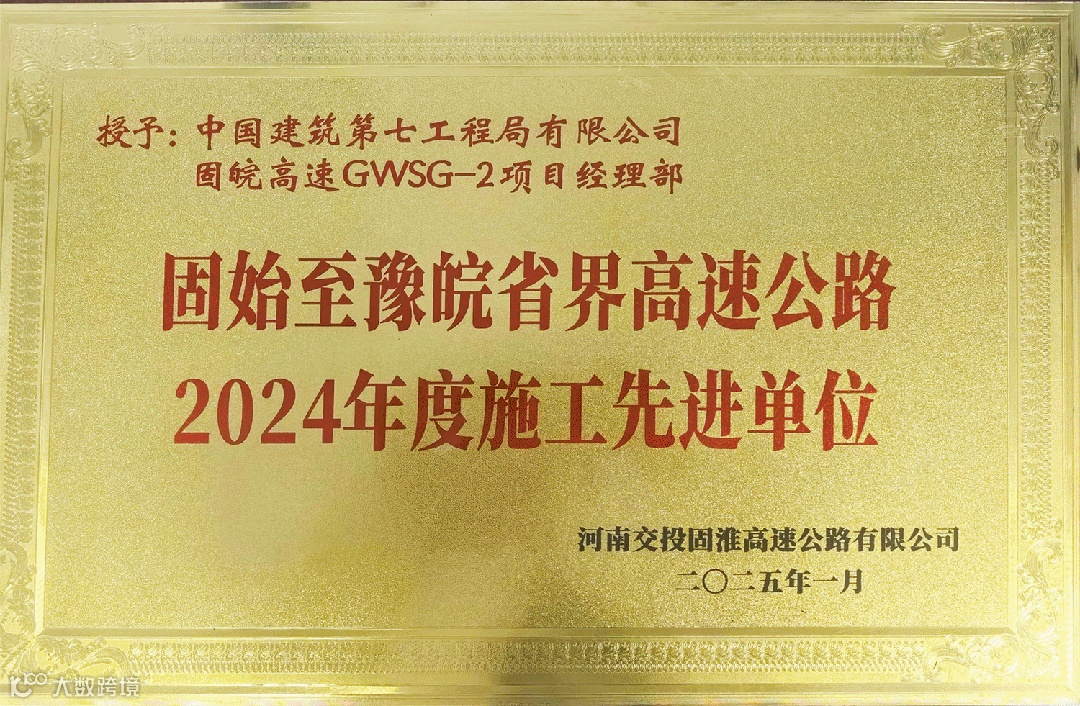 授予：中国建筑第七工程局有限公司
固皖高速GWSG-2项目经理部
固始至豫皖省界高速公路
2024年度施工先进单位
河南交投固淮高速公路有限公司
二〇二五年一月
大数跨境